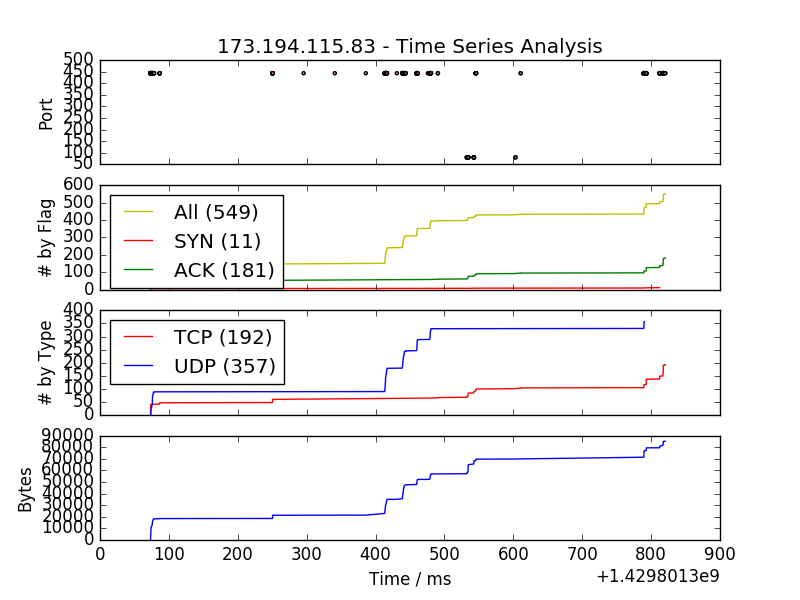 173.194.115.83 - Time Series Analysis
500
450
400
350
300
250
200
150
100
50
Port
600
500
400
300
200
100
0
# by Flag
All (549)
SYN (11)
ACK (181)
400
350
300
250
200
150
100
50
0
# by Type
TCP (192)
UDP (357)
90000
80000
70000
60000
50000
40000
30000
20000
10000
0
Bytes
0 100 200 300 400 500 600 700 800 900
Time / ms
+1.4298013e9